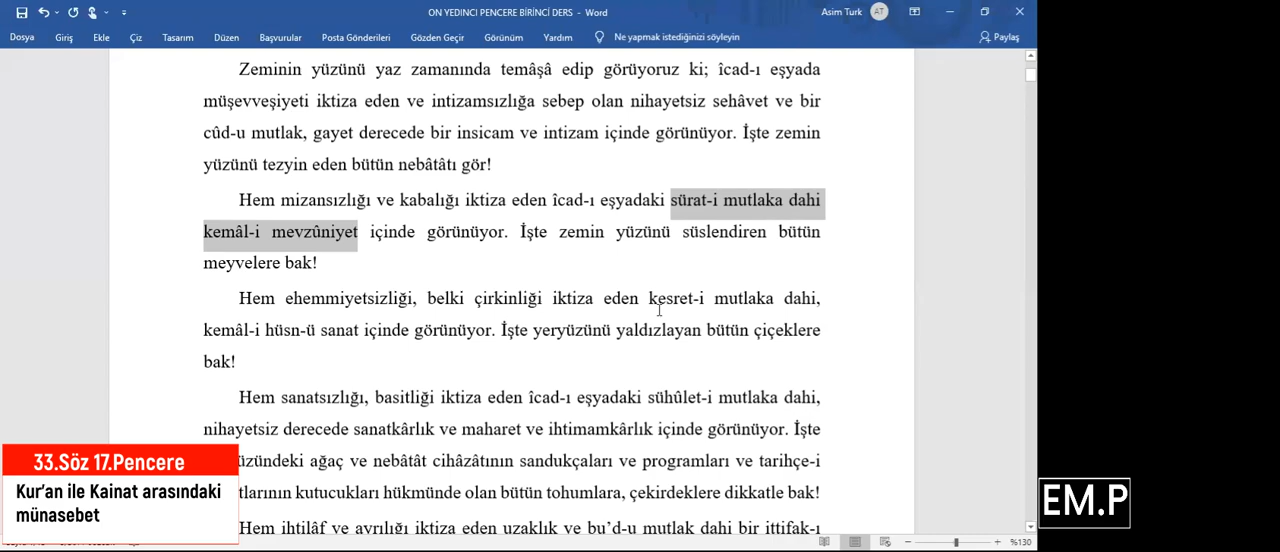 ON YEDINCI PENCERE BİRİNCİ DERS - Word
Asim Turk
AT
Dosya Giriş Ekle Çiz Tasarım Düzen Başvurular Posta Gönderileri Gözden Geçir Görünüm Yardım Ne yapmak istediğinizi söyleyin Paylaş
Zeminin yüzünü yaz zamanında temâşâ edip görüyoruz ki; îcad-ı eşyada
müşevveşiyeti iktiza eden ve intizamsızlığa sebep olan nihayetsiz sehâvet ve bir
cûd-u mutlak, gayet derecede bir insicam ve intizam içinde görünüyor. İşte zemin
yüzünü tezyin eden bütün nebâtâtı gör!
Hem mizansızlığı ve kabalığı iktiza eden îcad-ı eşyadaki sürat-i mutlaka dahi
kemâl-i mevzûniyet içinde görünüyor. İşte zemin yüzünü süslendiren bütün
meyvelere bak!
Hem ehemmiyetsizliği, belki çirkinliği iktiza eden kesret-i mutlaka dahi,
kemâl-i hüsn-ü sanat içinde görünüyor. İşte yeryüzünü yaldızlayan bütün çiçeklere
bak!
Hem sanatsızlığı, basitliği iktiza eden îcad-ı eşyadaki sühûlet-i mutlaka dahi,
nihayetsiz derecede sanatkârlık ve maharet ve ihtimamkârlık içinde görünüyor. İşte
üzündeki ağaç ve nebâtât cihâzâtının sandukçaları ve programları ve tarihçe-i
tlarının kutucukları hükmünde olan bütün tohumlara, çekirdeklere dikkatle bak!
Hem ihtilâf ve ayrılığı iktiza eden uzaklık ve bu’d-u mutlak dahi bir ittifak-ı
33.Söz 17.Pencere
Kur'an ile Kainat arasındaki
münasebet
EM.P
%130